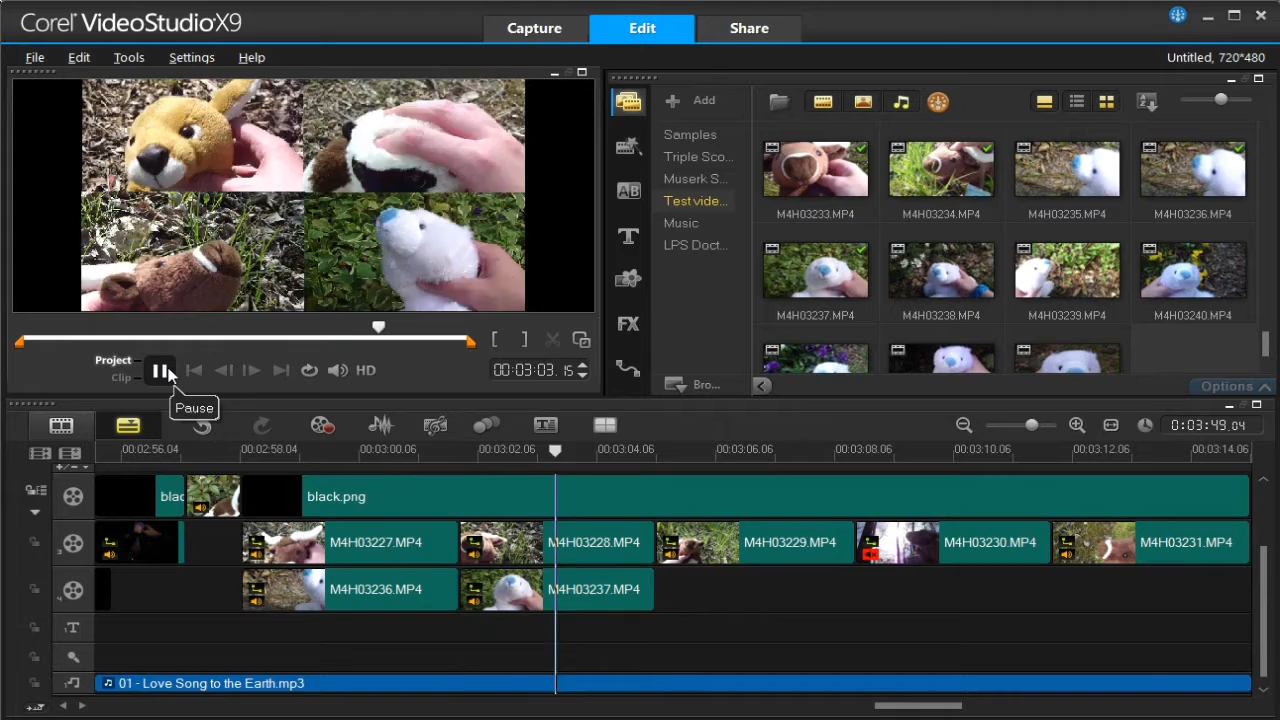 Corel VideoStudio X9
Capture Edit Share
File Edit Tools Settings Help
Untitled, 720*480
Add
Samples
Triple Sco...
Muserk S...
Test vide...
Music
LPS Doct...
M4H03233.MP4 M4H03234.MP4 M4H03235.MP4 M4H03236.MP4
M4H03237.MP4 M4H03238.MP4 M4H03239.MP4 M4H03240.MP4
Project
Clip
HD
00:03:03. 15
Pause
Bro...
Options
AB
T
FX
0:03:49.04
00:02:56.04 00:02:58.04 00:03:00.06 00:03:02.06 00:03:04.06 00:03:06.06 00:03:08.06 00:03:10.06 00:03:12.06 00:03:14.06
blac
black.png
M4H03227.MP4 M4H03228.MP4 M4H03229.MP4 M4H03230.MP4 M4H03231.MP4
M4H03236.MP4 M4H03237.MP4
01 - Love Song to the Earth.mp3